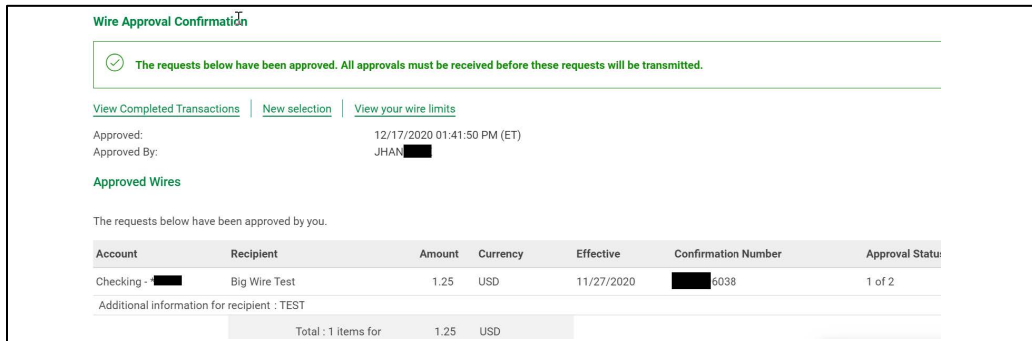 Wire Approval Confirmation
The requests below have been approved. All approvals must be received before these requests will be transmitted.
View Completed Transactions New selection View your wire limits
Approved: 12/17/2020 01:41:50 PM (ET)
Approved By: JHAN
Approved Wires
The requests below have been approved by you.
Account Recipient Amount Currency Effective Confirmation Number Approval Status
Checking - * Big Wire Test 1.25 USD 11/27/2020 6038 1 of 2
Additional information for recipient : TEST
Total : 1 items for 1.25 USD